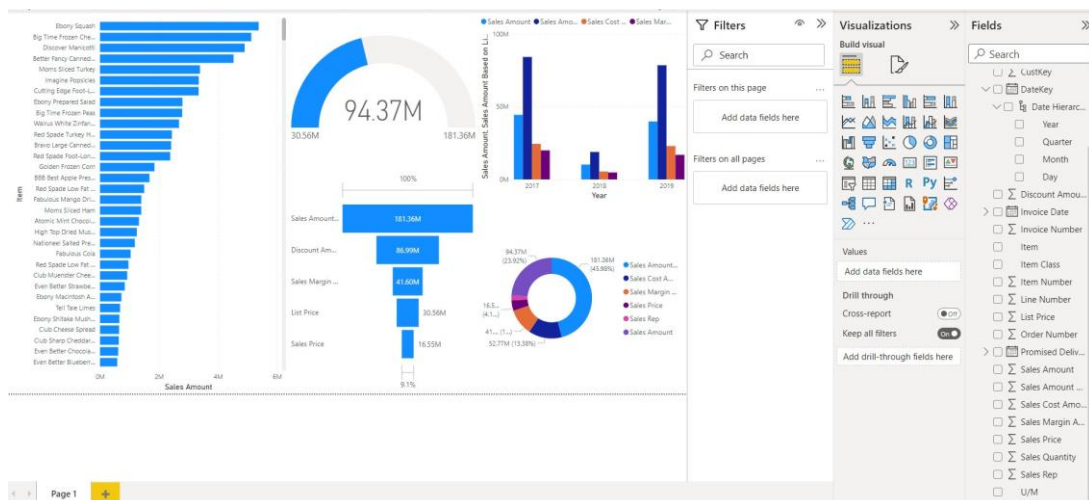 Ebony Squash
Big Time Frozen Che...
Discover Manicotti
Better Fancy Canned...
Moms Sliced Turkey
Imagine Popsicles
Cutting Edge Foot-L...
Ebony Prepared Salad
Big Time Frozen Peas
Walrus White Zinfan...
Red Spade Turkey H...
Bravo Large Canned...
Red Spade Foot-Lon...
Golden Frozen Corn
BBB Best Apple Pres...
Red Spade Low Fat ...
Fabulous Mango Dri...
Moms Sliced Ham
Atomic Mint Chocol...
High Top Dried Mus...
Nationeel Salted Pre...
Fabulous Cola
Red Spade Low Fat ...
Club Muenster Chee...
Even Better Strawbe...
Ebony Macintosh A...
Tell Tale Limes
Ebony Shitake Mush...
Club Cheese Spread
Club Sharp Cheddar...
Even Better Chocola...
Even Better Blueberr...
Item
0M 2M 4M 6M
Sales Amount
94.37M
30.56M 181.36M
Sales Amount Sales Amo... Sales Cost ... Sales Mar...
Sales Amount, Sales Amount Based on Li...
100M
50M
0M
2017 2018 2019
Year
100%
Sales Amount... 181.36M
Discount Am... 86.99M
Sales Margin ... 41.60M
List Price 30.56M
Sales Price 16.55M
9.1%
94.37M
(23.92%)
181.36M
16.5...
(4.1...)
41.... (1...)
52.77M (13.38%)
Sales Amount...
Sales Cost A...
Sales Margin ...
Sales Price
Sales Rep
Sales Amount
Page 1
Filters
Search
Filters on this page ...
Add data fields here
Filters on all pages ...
Add data fields here
Visualizations
Build visual
R Py
...
Values
Add data fields here
Drill through
Cross-report Off
Keep all filters On
Add drill-through fields here
Fields
Search
CustKey
DateKey
Date Hierarc...
Year
Quarter
Month
Day
Discount Amou...
Invoice Date
Invoice Number
Item
Item Class
Item Number
Line Number
List Price
Order Number
Promised Deliv...
Sales Amount
Sales Amount ...
Sales Cost Amo...
Sales Margin A...
Sales Price
Sales Quantity
Sales Rep
U/M